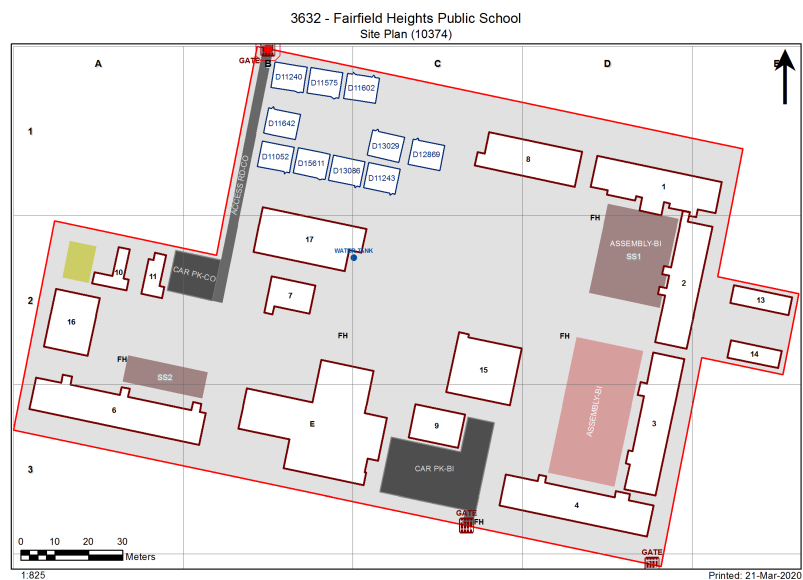 3632 - Fairfield Heights Public School
Site Plan (10374)
A
B
C
D
E
GATE
D11240
D11575
D11602
1
D11642
D13029
D12869
D11052
D15611
D13086
D11243
8
1
ACCESS RD-CO
FH
ASSEMBLY-BI
SS1
17
WATER TANK
10
11
CAR PK-CO
2
2
7
13
16
FH
FH
14
FH
15
SS2
ASSEMBLY-BI
6
E
9
3
3
CAR PK-BI
4
GATE
FH
GATE
0 10 20 30
Meters
1:825
Printed: 21-Mar-2020